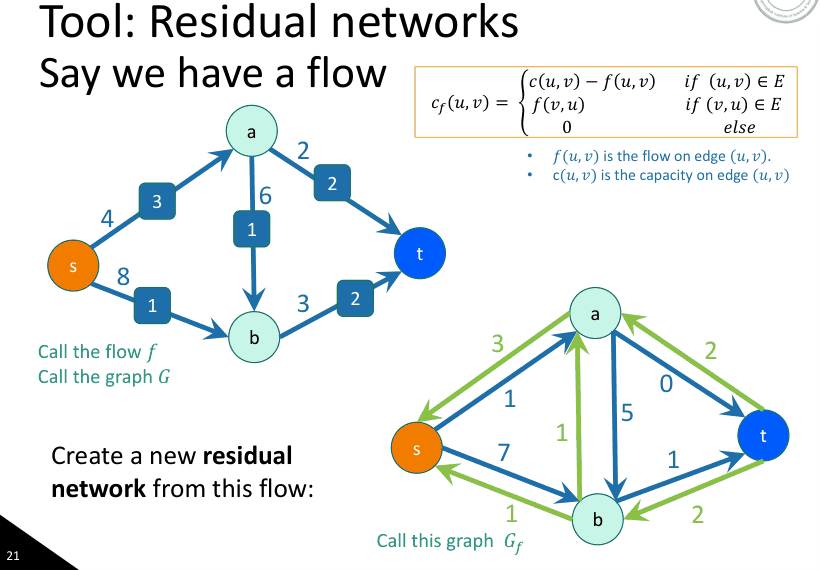 Tool: Residual networks
Say we have a flow
c_f(u, v) = { c(u, v) − f(u, v) if (u, v) ∈ E
f(v, u) if (v, u) ∈ E
0 else
• f(u, v) is the flow on edge (u, v).
• c(u, v) is the capacity on edge (u, v)
a
2
2
4
3
6
1
s
t
8
1
3
2
b
Call the flow f
Call the graph G
a
3
2
1
0
5
1
s
7
1
t
1
2
b
Create a new residual
network from this flow:
Call this graph G_f
21